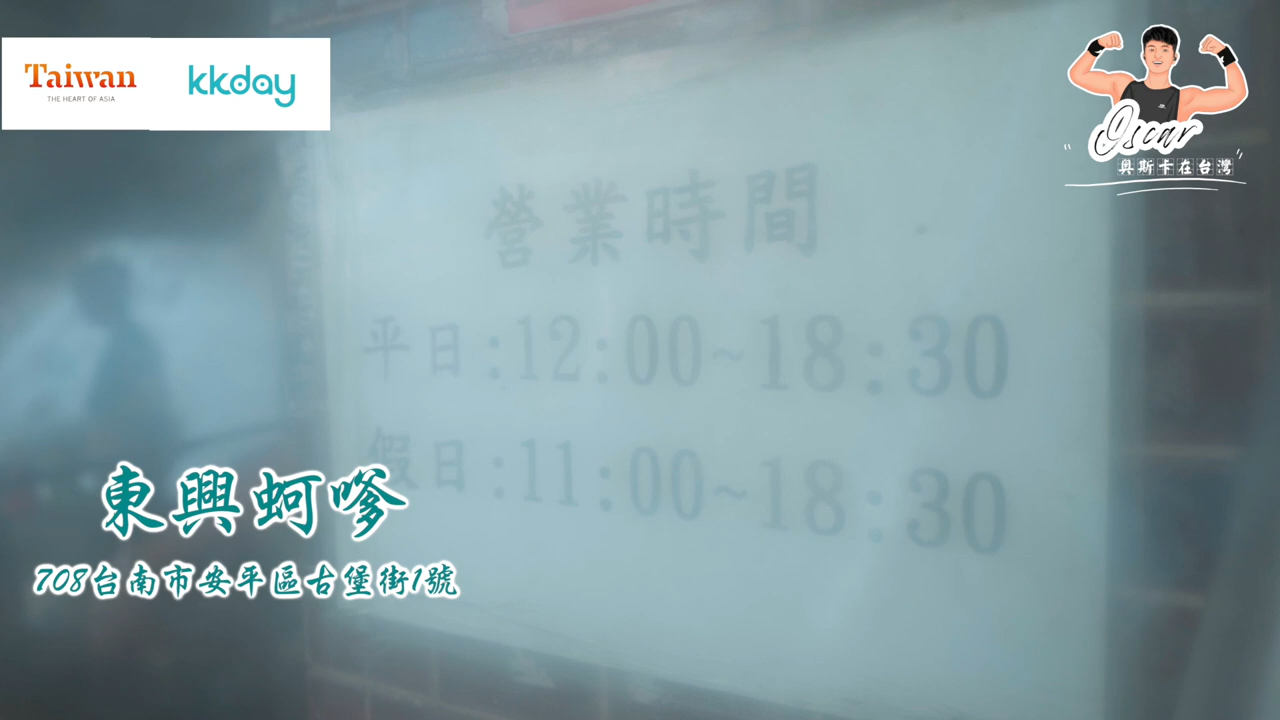 Taiwan
THE HEART OF ASIA
kkday
Oscar
奧斯卡在台灣
營業時間
平日:12:00~18:30
假日:11:00~18:30
東興蚵嗲
708台南市安平區古堡街1號